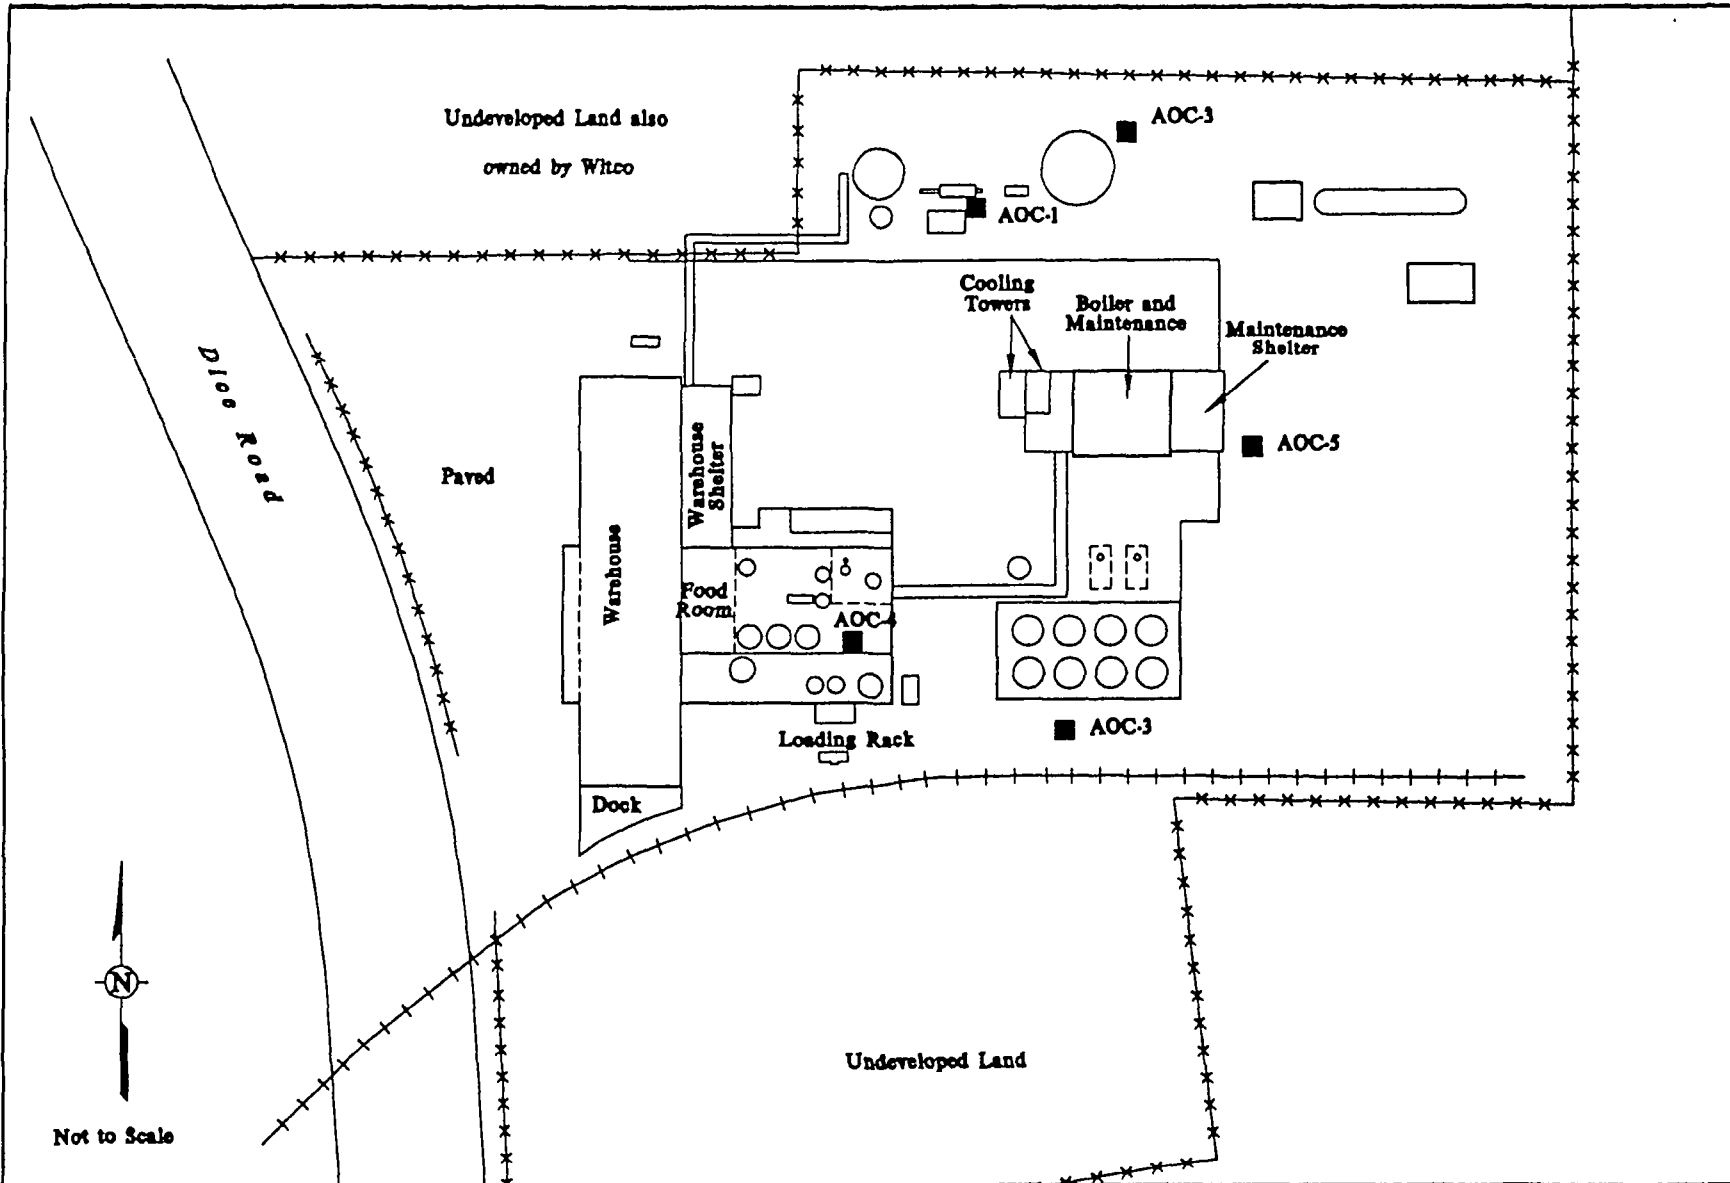 AOC-3
Undeveloped Land also
owned by Witco
AOC-1
Cooling
Towers
Boiler and
Maintenance
Maintenance
Shelter
Dice Road
AOC-5
Paved
Warehouse
Shelter
Warehouse
Food
Room
AOC-4
AOC-3
Loading Rack
Dock
N
Undeveloped Land
Not to Scale